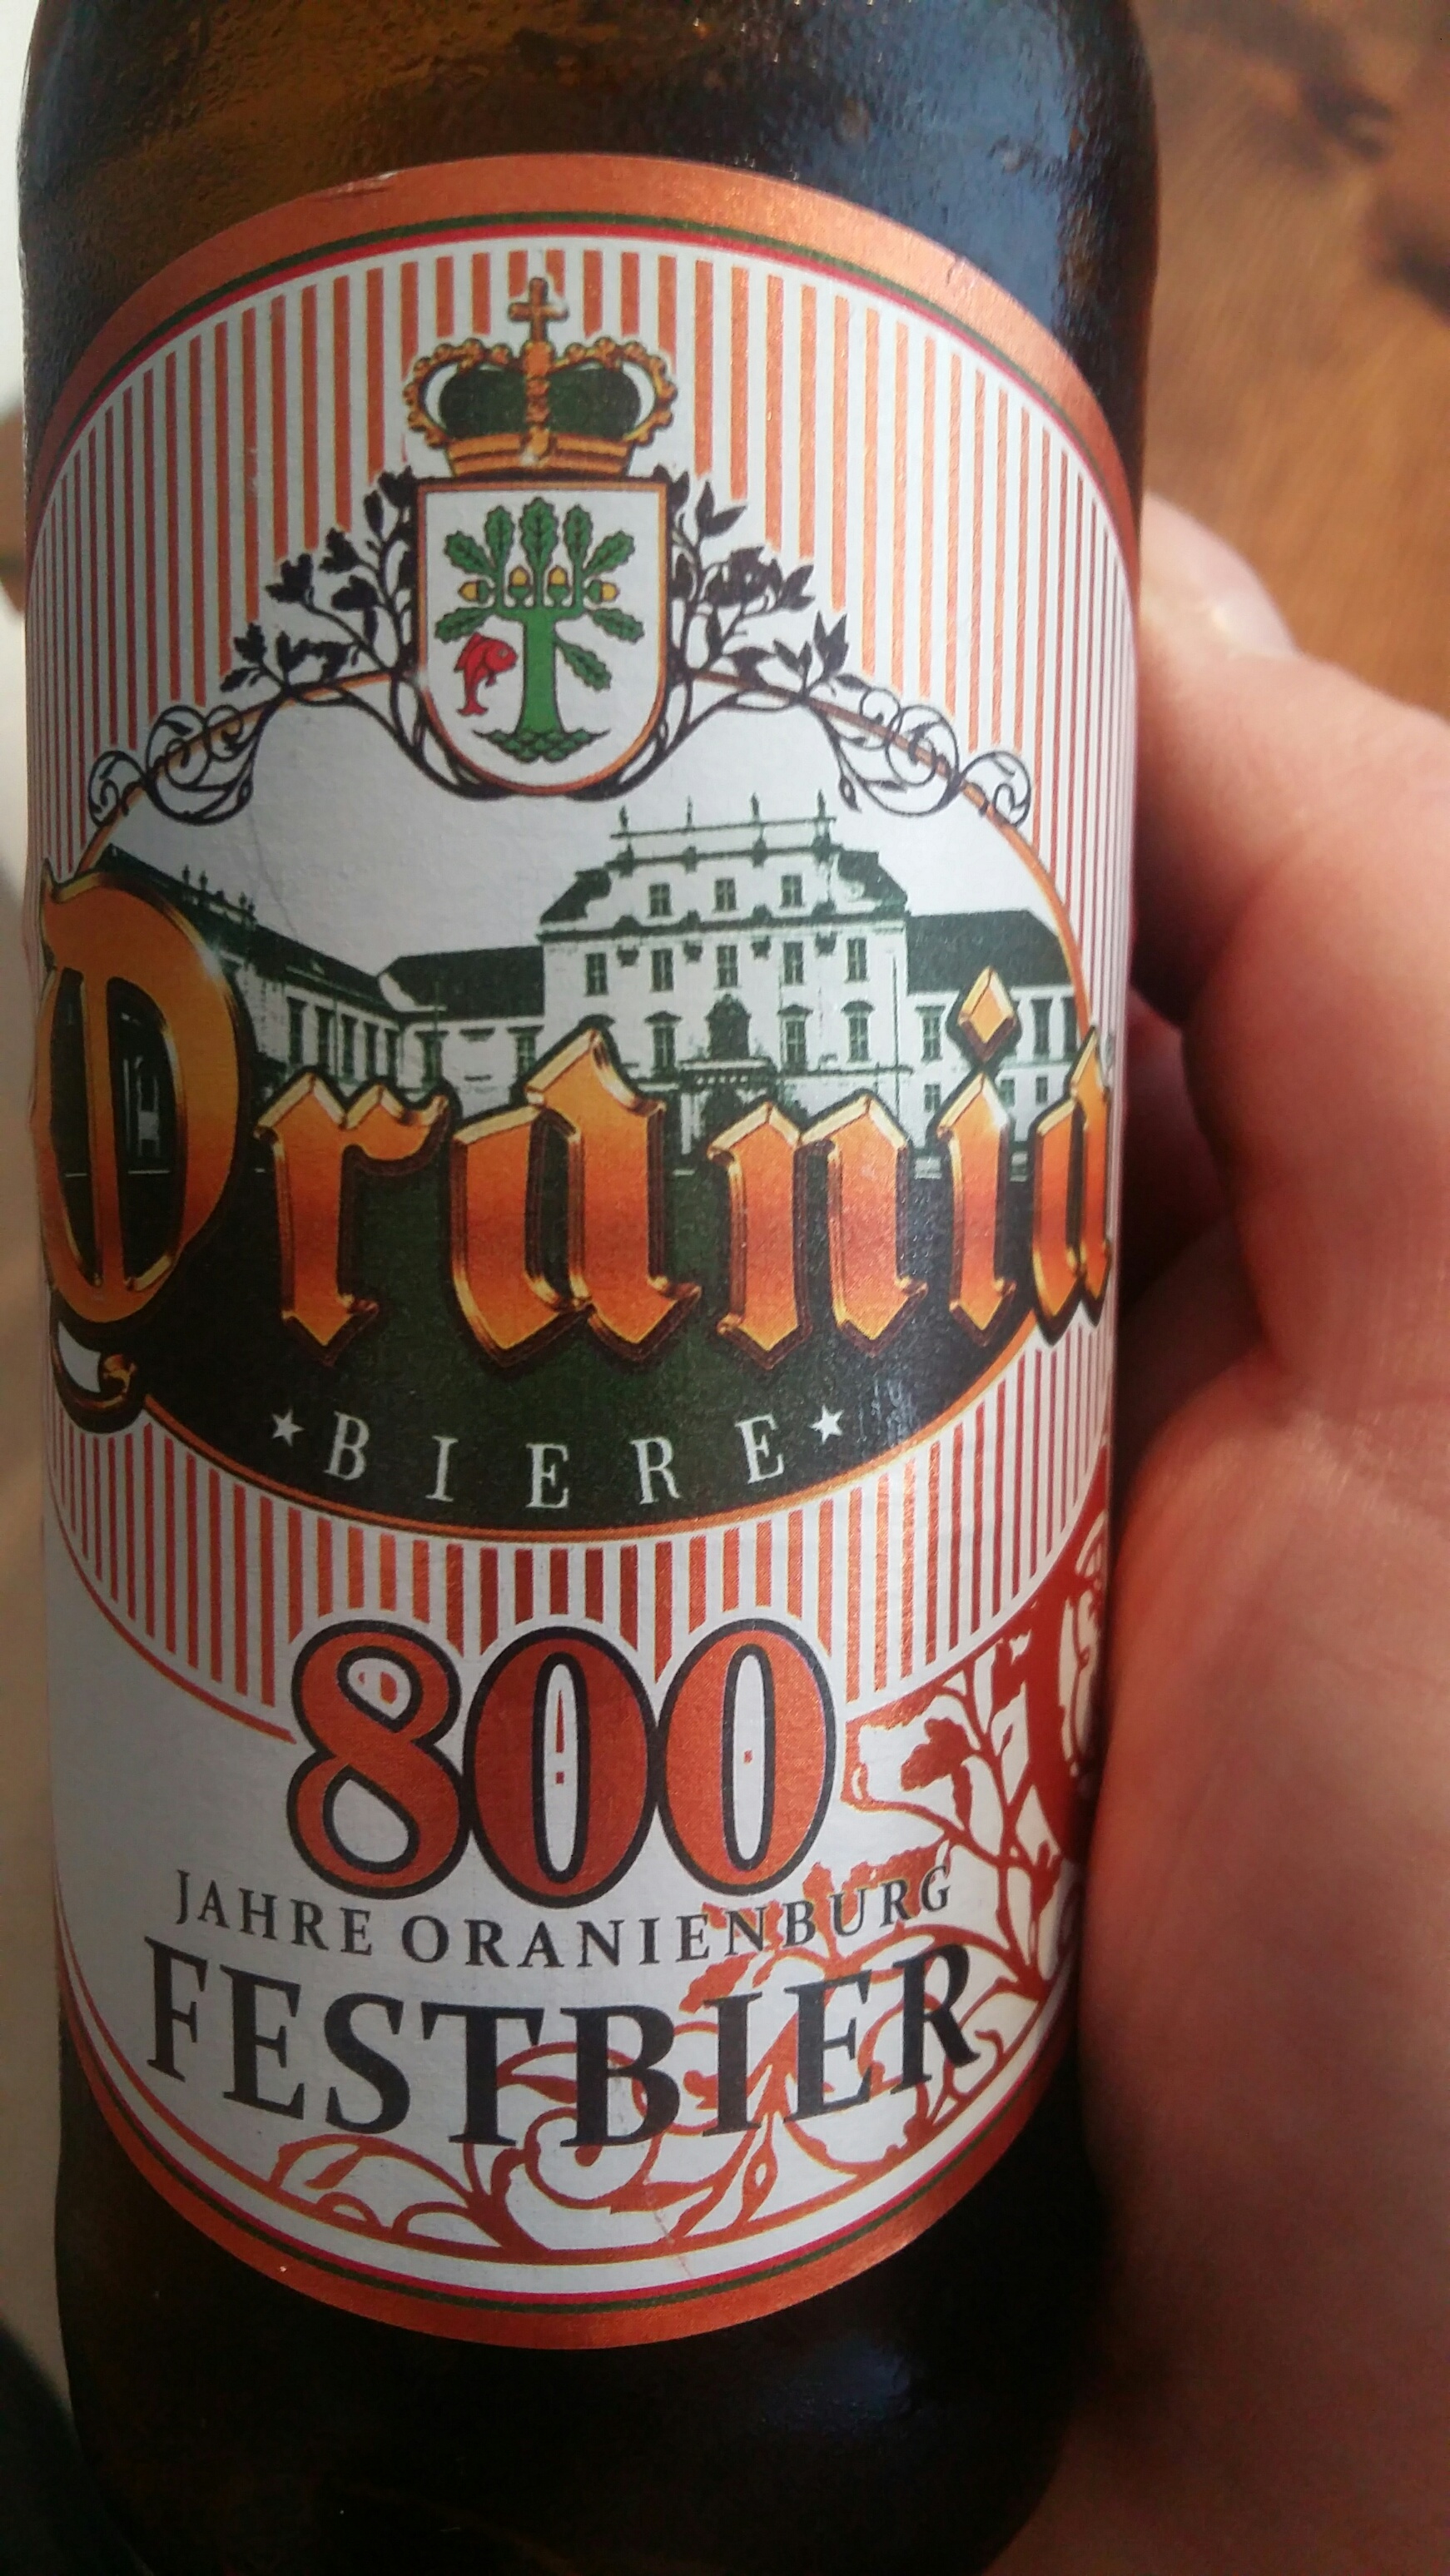 Orania
BIERE
800
JAHRE ORANIENBURG
FESTBIER